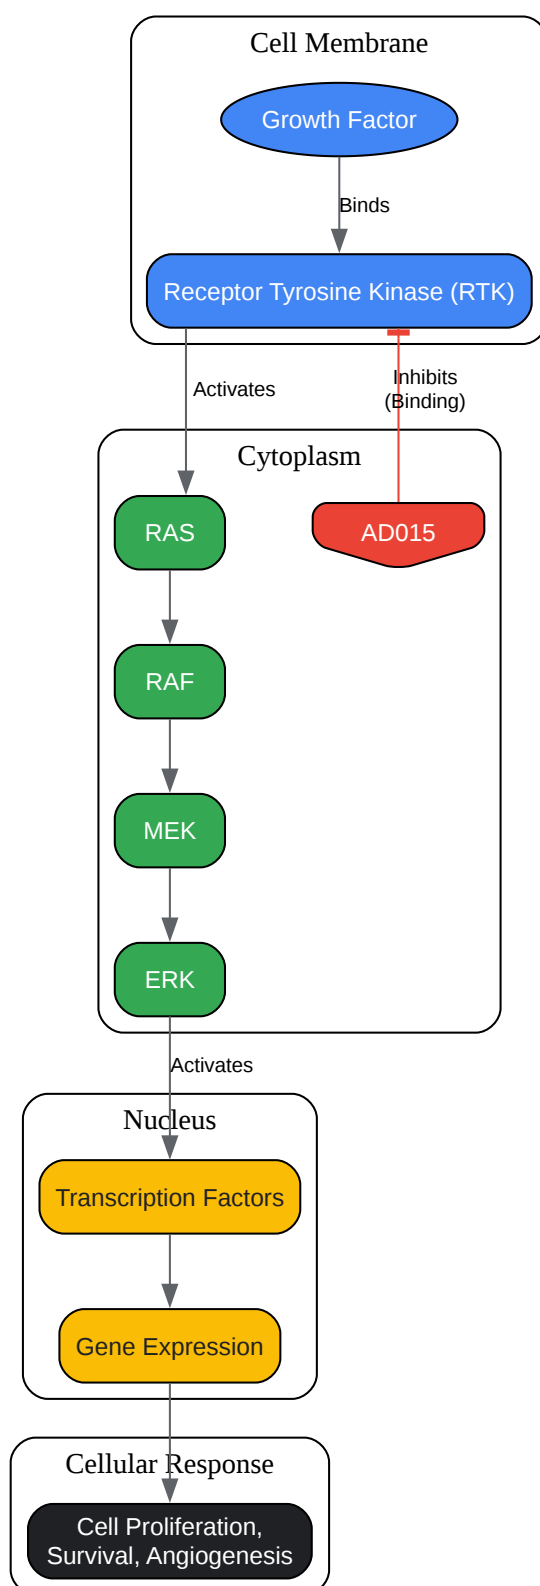 Cell Membrane
Growth Factor
Binds
Receptor Tyrosine Kinase (RTK)
Activates
Inhibits
(Binding)
Cytoplasm
RAS
AD015
RAF
MEK
ERK
Activates
Nucleus
Transcription Factors
Gene Expression
Cellular Response
Cell Proliferation,
Survival, Angiogenesis